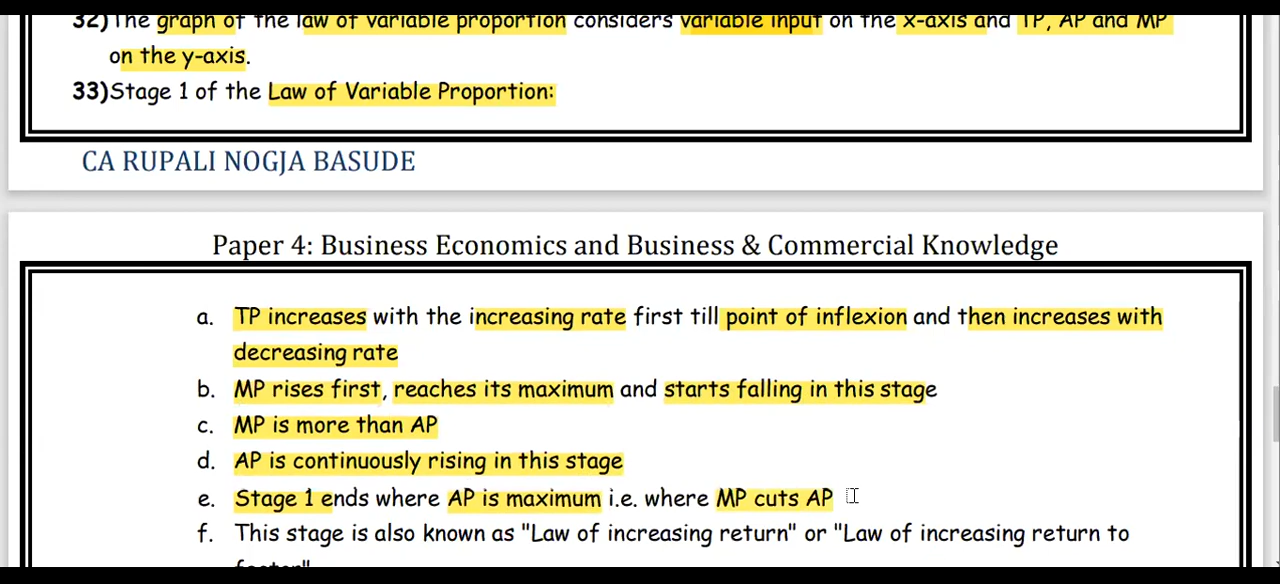 32)The graph of the law of variable proportion considers variable input on the x-axis and TP, AP and MP
on the y-axis.
33)Stage 1 of the Law of Variable Proportion:
CA RUPALI NOGJA BASUDE
Paper 4: Business Economics and Business & Commercial Knowledge
a. TP increases with the increasing rate first till point of inflexion and then increases with
decreasing rate
b. MP rises first, reaches its maximum and starts falling in this stage
c. MP is more than AP
d. AP is continuously rising in this stage
e. Stage 1 ends where AP is maximum i.e. where MP cuts AP
f. This stage is also known as "Law of increasing return" or "Law of increasing return to
factor"